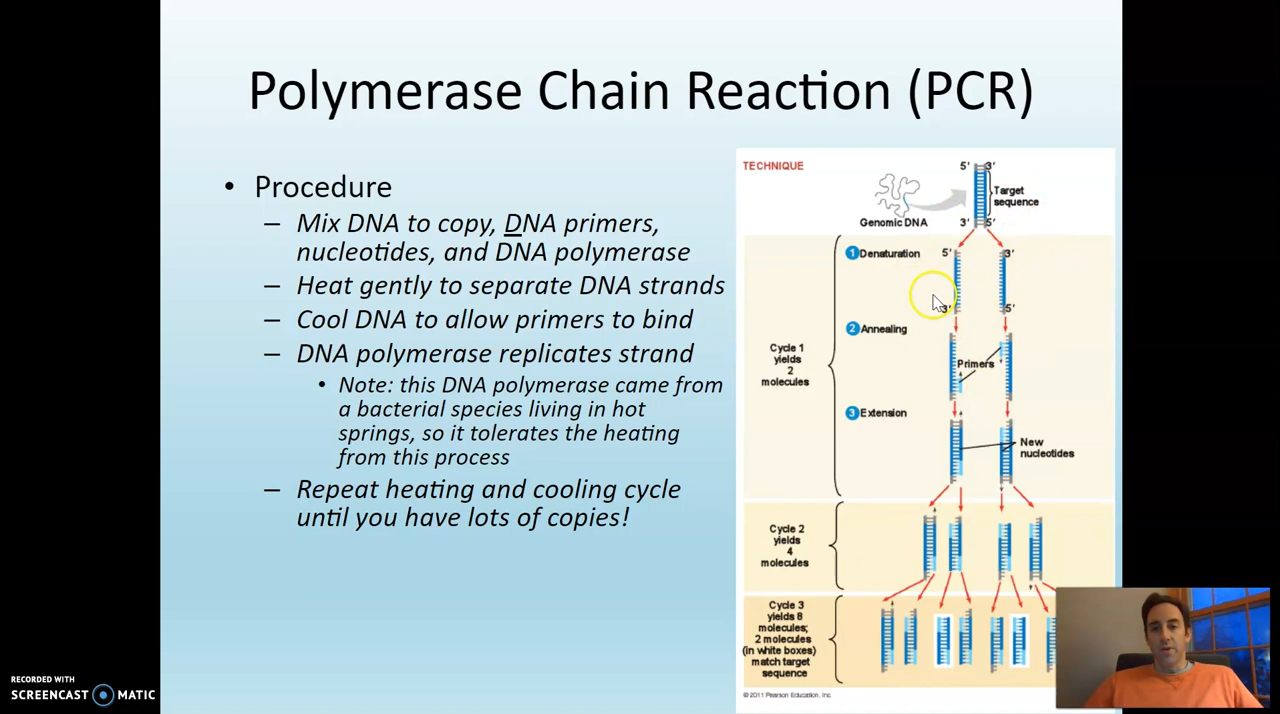 Polymerase Chain Reaction (PCR)
• Procedure
– Mix DNA to copy, DNA primers,
nucleotides, and DNA polymerase
– Heat gently to separate DNA strands
– Cool DNA to allow primers to bind
– DNA polymerase replicates strand
• Note: this DNA polymerase came from
a bacterial species living in hot
springs, so it tolerates the heating
from this process
– Repeat heating and cooling cycle
until you have lots of copies!
TECHNIQUE
5′ 3′
Target
sequence
Genomic DNA
3′ 5′
1 Denaturation
5′ 3′
3′ 5′
2 Annealing
Cycle 1
yields
2
molecules
Primers
3 Extension
New
nucleotides
Cycle 2
yields
4
molecules
Cycle 3
yields 8
molecules;
2 molecules
(in white boxes)
match target
sequence
© 2011 Pearson Education, Inc.
RECORDED WITH
SCREENCAST MATIC